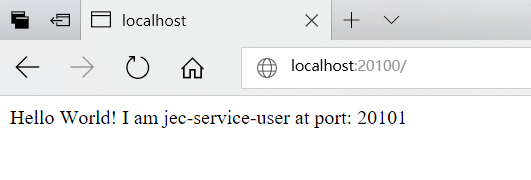 localhost
localhost:20100/
Hello World! I am jec-service-user at port: 20101